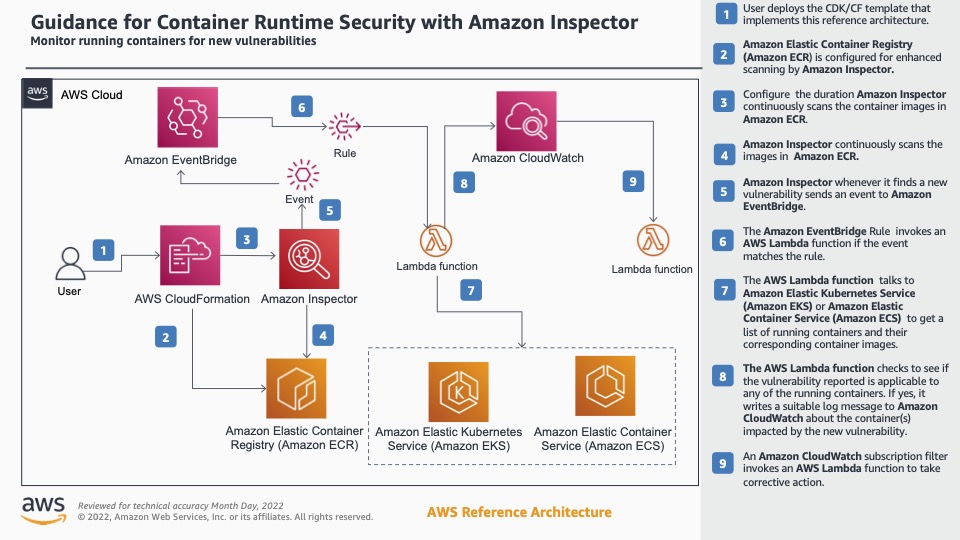 Guidance for Container Runtime Security with Amazon Inspector
Monitor running containers for new vulnerabilities
aws
AWS Cloud
6
Amazon EventBridge
Rule
Event
5
Amazon CloudWatch
8
9
1
User
3
AWS CloudFormation
Amazon Inspector
Lambda function
Lambda function
7
2
4
Amazon Elastic Container
Registry (Amazon ECR)
K
Amazon Elastic Kubernetes
Service (Amazon EKS)
Amazon Elastic Container
Service (Amazon ECS)
1
User deploys the CDK/CF template that
implements this reference architecture.
2
Amazon Elastic Container Registry
(Amazon ECR) is configured for enhanced
scanning by Amazon Inspector.
3
Configure the duration Amazon Inspector
continuously scans the container images in
Amazon ECR.
4
Amazon Inspector continuously scans the
images in Amazon ECR.
5
Amazon Inspector whenever it finds a new
vulnerability sends an event to Amazon
EventBridge.
6
The Amazon EventBridge Rule invokes an
AWS Lambda function if the event
matches the rule.
7
The AWS Lambda function talks to
Amazon Elastic Kubernetes Service
(Amazon EKS) or Amazon Elastic
Container Service (Amazon ECS) to get a
list of running containers and their
corresponding container images.
8
The AWS Lambda function checks to see if
the vulnerability reported is applicable to
any of the running containers. If yes, it
writes a suitable log message to Amazon
CloudWatch about the container(s)
impacted by the new vulnerability.
9
An Amazon CloudWatch subscription filter
invokes an AWS Lambda function to take
corrective action.
aws
Reviewed for technical accuracy Month Day, 2022
© 2022, Amazon Web Services, Inc. or its affiliates. All rights reserved.
AWS Reference Architecture